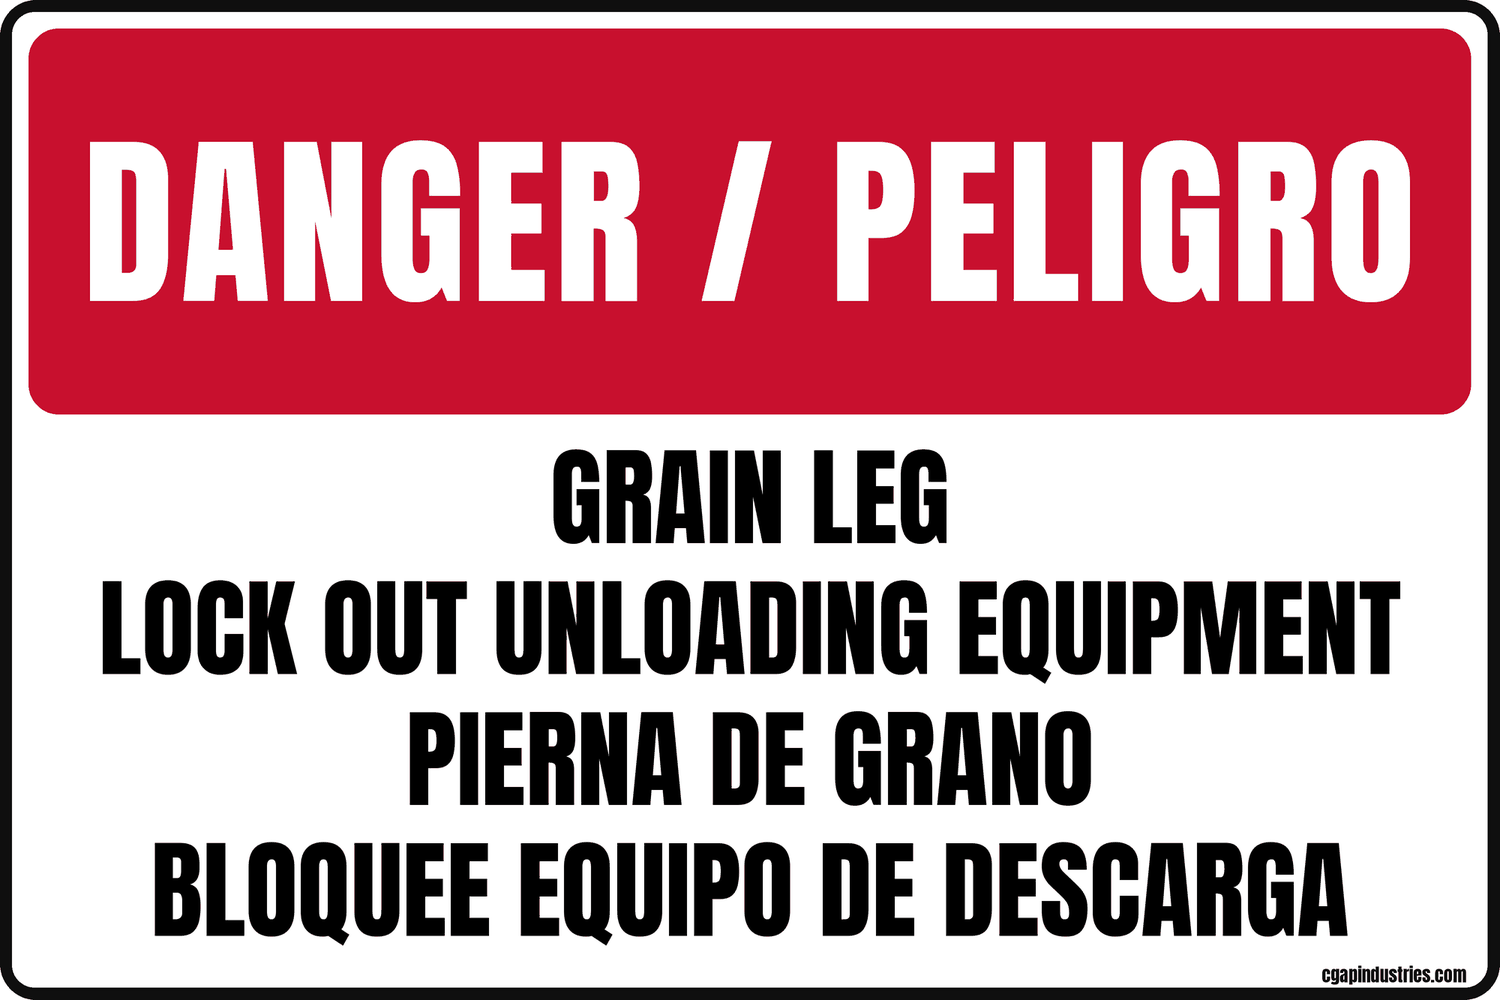 DANGER / PELIGRO
GRAIN LEG
LOCK OUT UNLOADING EQUIPMENT
PIERNA DE GRANO
BLOQUEE EQUIPO DE DESCARGA
cgapindustries.com